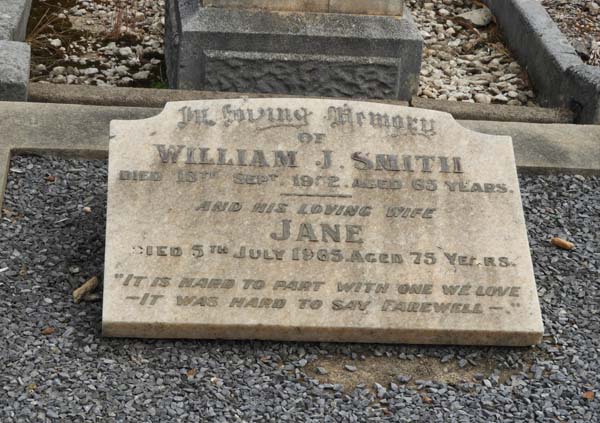 In Loving Memory
OF
WILLIAM J. SMITH
DIED 13TH SEPT. AGED 63 YEARS.
AND HIS LOVING WIFE
JANE
DIED 5TH JULY 1965. AGED 75 YEARS.
"IT IS HARD TO PART WITH ONE WE LOVE
–IT WAS HARD TO SAY, FAREWELL–"